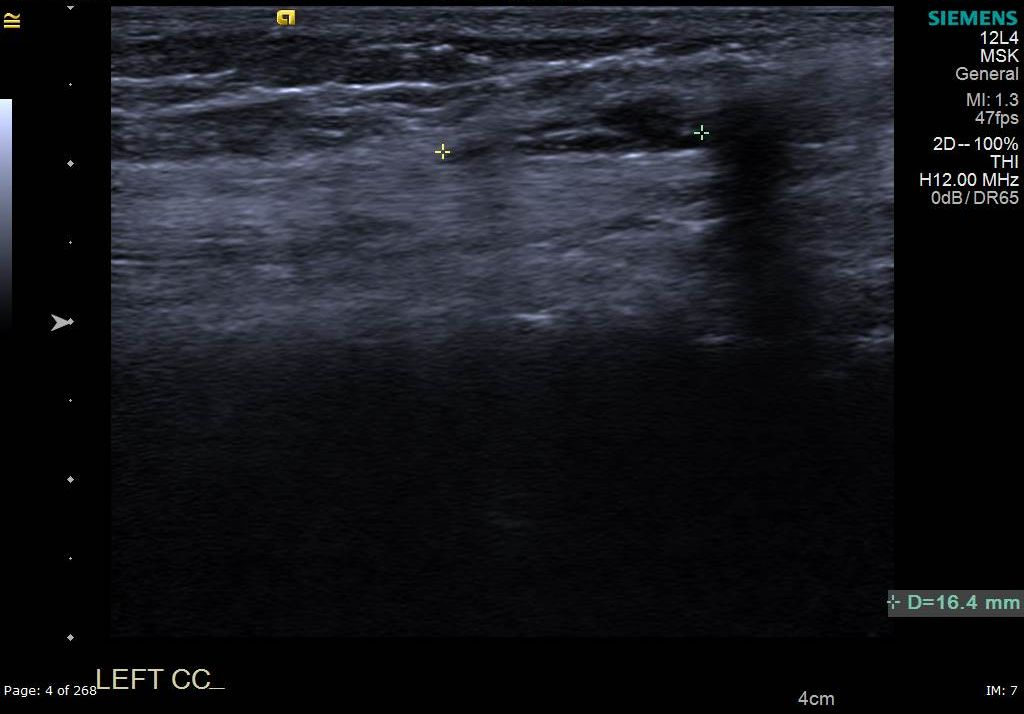 SIEMENS
12L4
MSK
General
MI: 1.3
47fps
2D--100%
THI
H12.00 MHz
0dB/DR65
D=16.4 mm
LEFT CC_
Page: 4 of 268
4cm
IM: 7